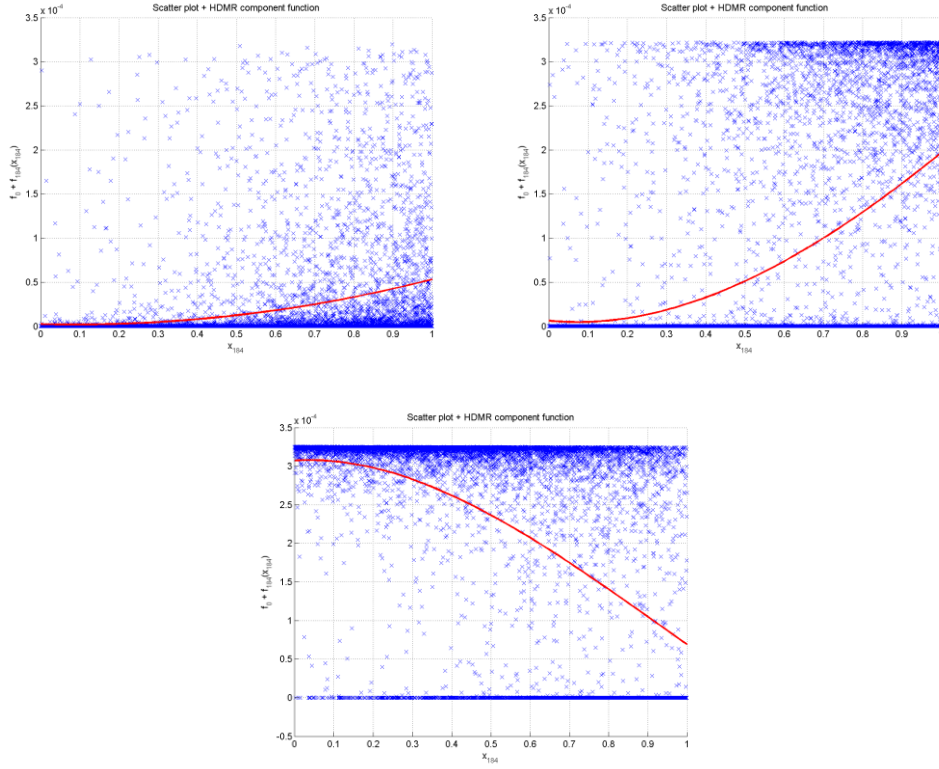 Scatter plot + HDMR component function
x 10⁻⁴
3.5
3
2.5
2
1.5
1
0.5
0
f₀ + f₁₈₄(x₁₈₄)
0 0.1 0.2 0.3 0.4 0.5 0.6 0.7 0.8 0.9 1
x₁₈₄
Scatter plot + HDMR component function
x 10⁻⁴
3.5
3
2.5
2
1.5
1
0.5
0
f₀ + f₁₈₄(x₁₈₄)
0 0.1 0.2 0.3 0.4 0.5 0.6 0.7 0.8 0.9
x₁₈₄
Scatter plot + HDMR component function
x 10⁻⁴
3.5
3
2.5
2
1.5
1
0.5
0
-0.5
f₀ + f₁₈₄(x₁₈₄)
0 0.1 0.2 0.3 0.4 0.5 0.6 0.7 0.8 0.9 1
x₁₈₄